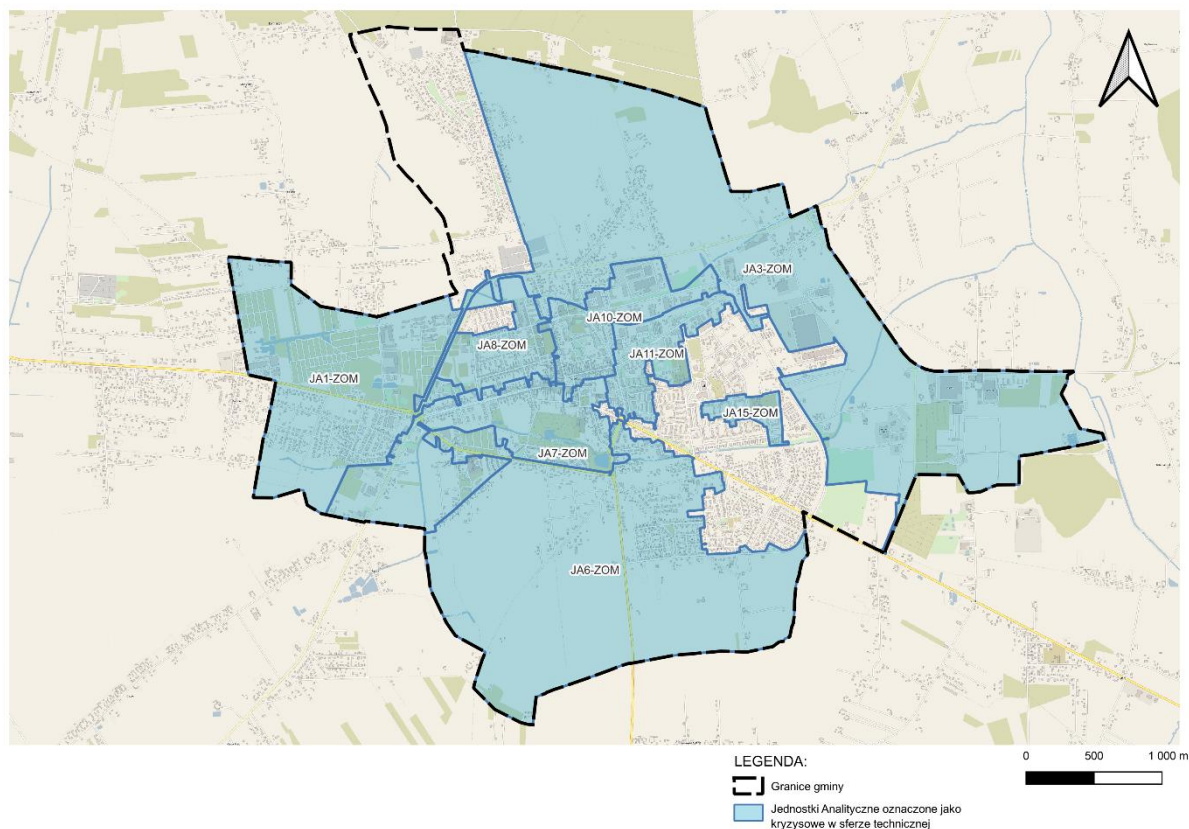 JA3-ZOM
JA10-ZOM
JA8-ZOM
JA11-ZOM
JA1-ZOM
JA15-ZOM
JA7-ZOM
JA6-ZOM
LEGENDA:
Granice gminy
Jednostki Analityczne oznaczone jako
kryzysowe w sferze technicznej
0 500 1 000 m